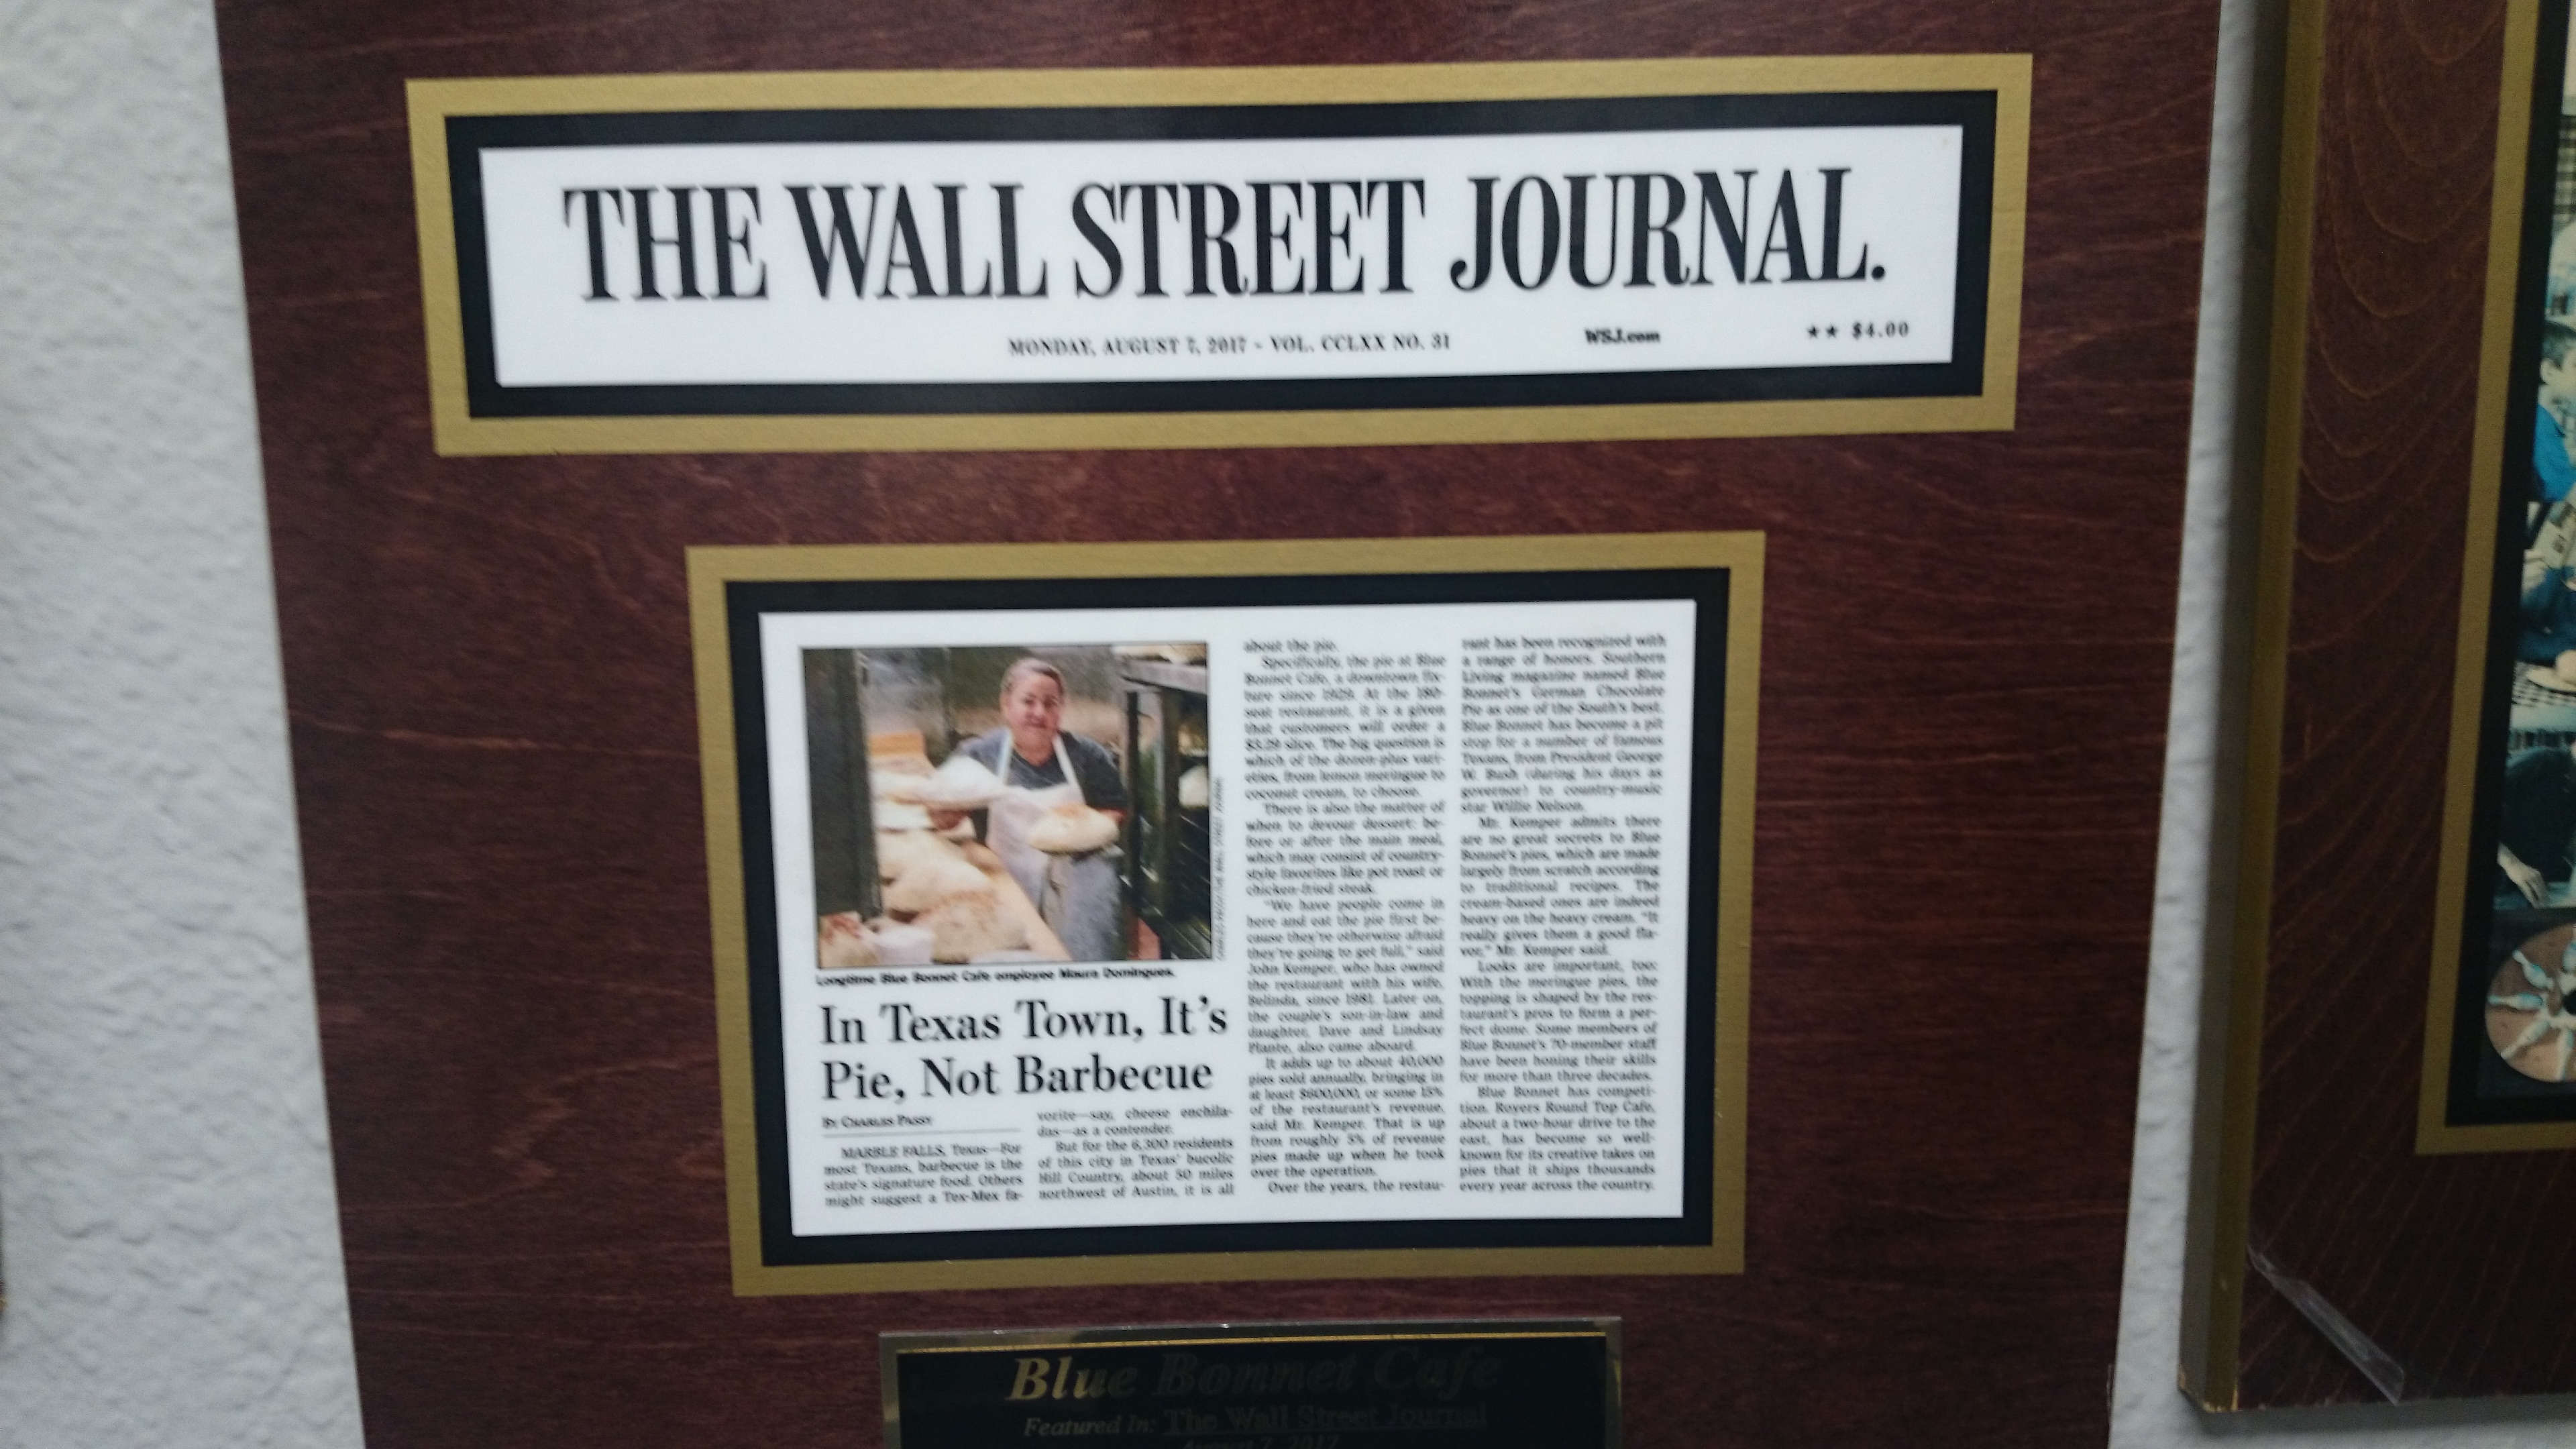 THE WALL STREET JOURNAL.
MONDAY, AUGUST 7, 2017 ~ VOL. CCLXX NO. 31
WSJ.com
★★ $4.00
Longtime Blue Bonnet Cafe employee Maura Domingues.
In Texas Town, It's
Pie, Not Barbecue
BY CHARLES PASSY
MARBLE FALLS, Texas—For
most Texans, barbecue is the
state's signature food. Others
might suggest a Tex-Mex fa-
vorite—say, cheese enchila-
das—as a contender.
But for the 6,300 residents
of this city in Texas' bucolic
Hill Country, about 50 miles
northwest of Austin, it is all
about the pie.
Specifically, the pie at Blue
Bonnet Cafe, a downtown fix-
ture since 1929. At the 180-
seat restaurant, it is a given
that customers will order a
$3.29 slice. The big question is
which of the dozen-plus vari-
eties, from lemon meringue to
coconut cream, to choose.
There is also the matter of
when to devour dessert: be-
fore or after the main meal,
which may consist of country-
style favorites like pot roast or
chicken-fried steak.
"We have people come in
here and eat the pie first be-
cause they're otherwise afraid
they're going to get full," said
John Kemper, who has owned
the restaurant with his wife,
Belinda, since 1981. Later on,
the couple's son-in-law and
daughter, Dave and Lindsay
Plante, also came aboard.
It adds up to about 40,000
pies sold annually, bringing in
at least $600,000, or some 15%
of the restaurant's revenue,
said Mr. Kemper. That is up
from roughly 5% of revenue
pies made up when he took
over the operation.
Over the years, the restau-
rant has been recognized with
a range of honors. Southern
Living magazine named Blue
Bonnet's German Chocolate
Pie as one of the South's best.
Blue Bonnet has become a pit
stop for a number of famous
Texans, from President George
W. Bush (during his days as
governor) to country-music
star Willie Nelson.
Mr. Kemper admits there
are no great secrets to Blue
Bonnet's pies, which are made
largely from scratch according
to traditional recipes. The
cream-based ones are indeed
heavy on the heavy cream. "It
really gives them a good fla-
vor," Mr. Kemper said.
Looks are important, too:
With the meringue pies, the
topping is shaped by the res-
taurant's pros to form a per-
fect dome. Some members of
Blue Bonnet's 70-member staff
have been honing their skills
for more than three decades.
Blue Bonnet has competi-
tion. Royers Round Top Cafe,
about a two-hour drive to the
east, has become so well-
known for its creative takes on
pies that it ships thousands
every year across the country.
Blue Bonnet Cafe
Featured In: The Wall Street Journal
August 7, 2017